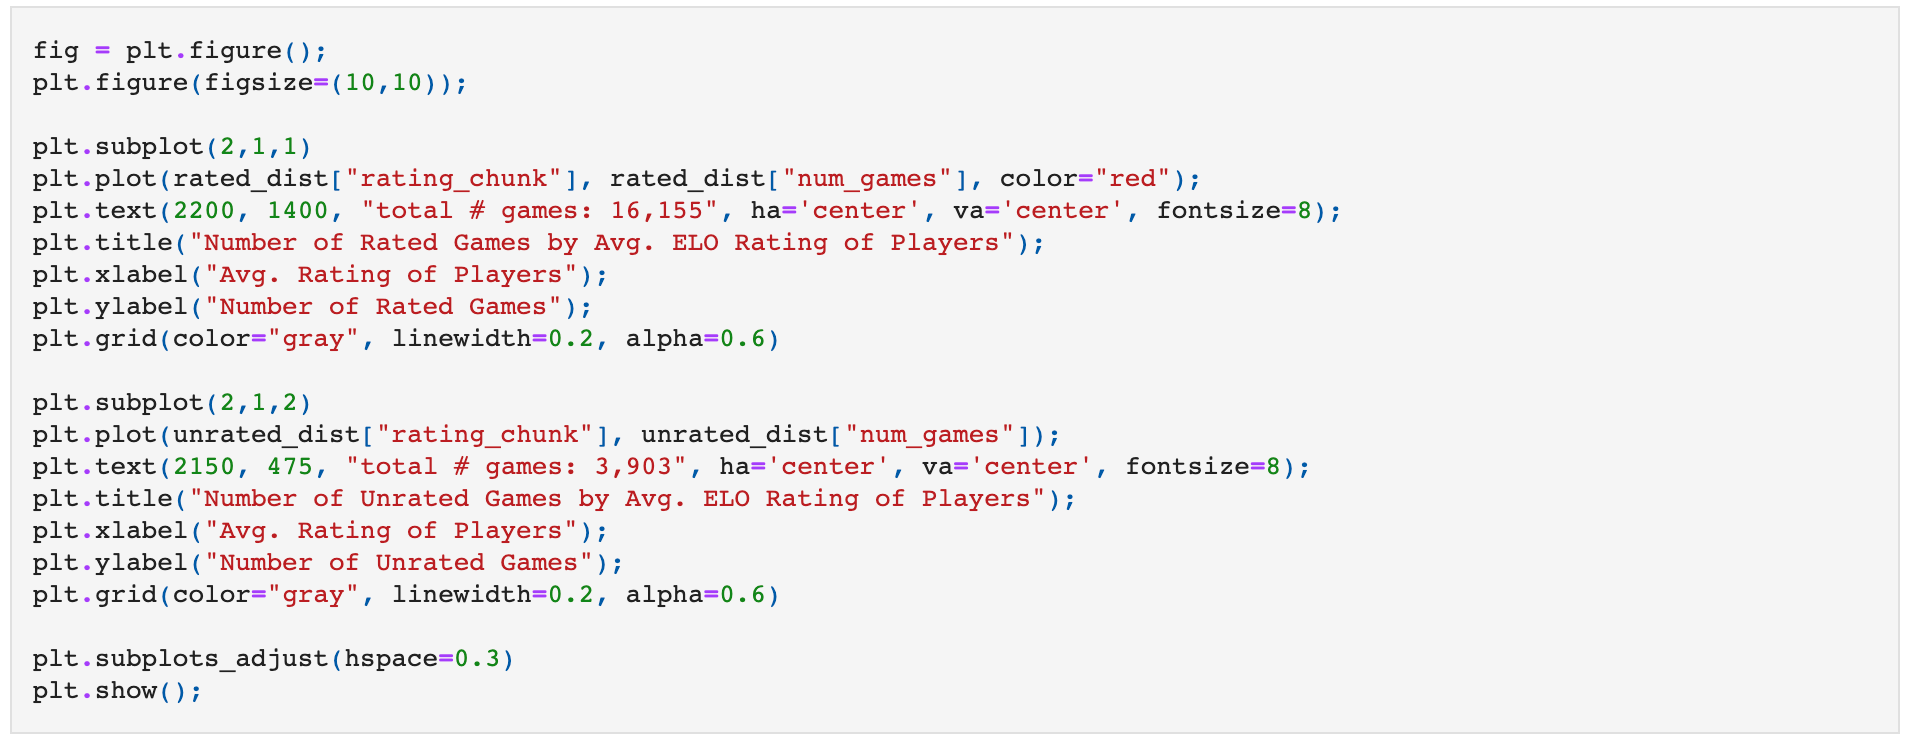 fig = plt.figure();
plt.figure(figsize=(10,10));
plt.subplot(2,1,1)
plt.plot(rated_dist["rating_chunk"], rated_dist["num_games"], color="red");
plt.text(2200, 1400, "total # games: 16,155", ha='center', va='center', fontsize=8);
plt.title("Number of Rated Games by Avg. ELO Rating of Players");
plt.xlabel("Avg. Rating of Players");
plt.ylabel("Number of Rated Games");
plt.grid(color="gray", linewidth=0.2, alpha=0.6)
plt.subplot(2,1,2)
plt.plot(unrated_dist["rating_chunk"], unrated_dist["num_games"]);
plt.text(2150, 475, "total # games: 3,903", ha='center', va='center', fontsize=8);
plt.title("Number of Unrated Games by Avg. ELO Rating of Players");
plt.xlabel("Avg. Rating of Players");
plt.ylabel("Number of Unrated Games");
plt.grid(color="gray", linewidth=0.2, alpha=0.6)
plt.subplots_adjust(hspace=0.3)
plt.show();